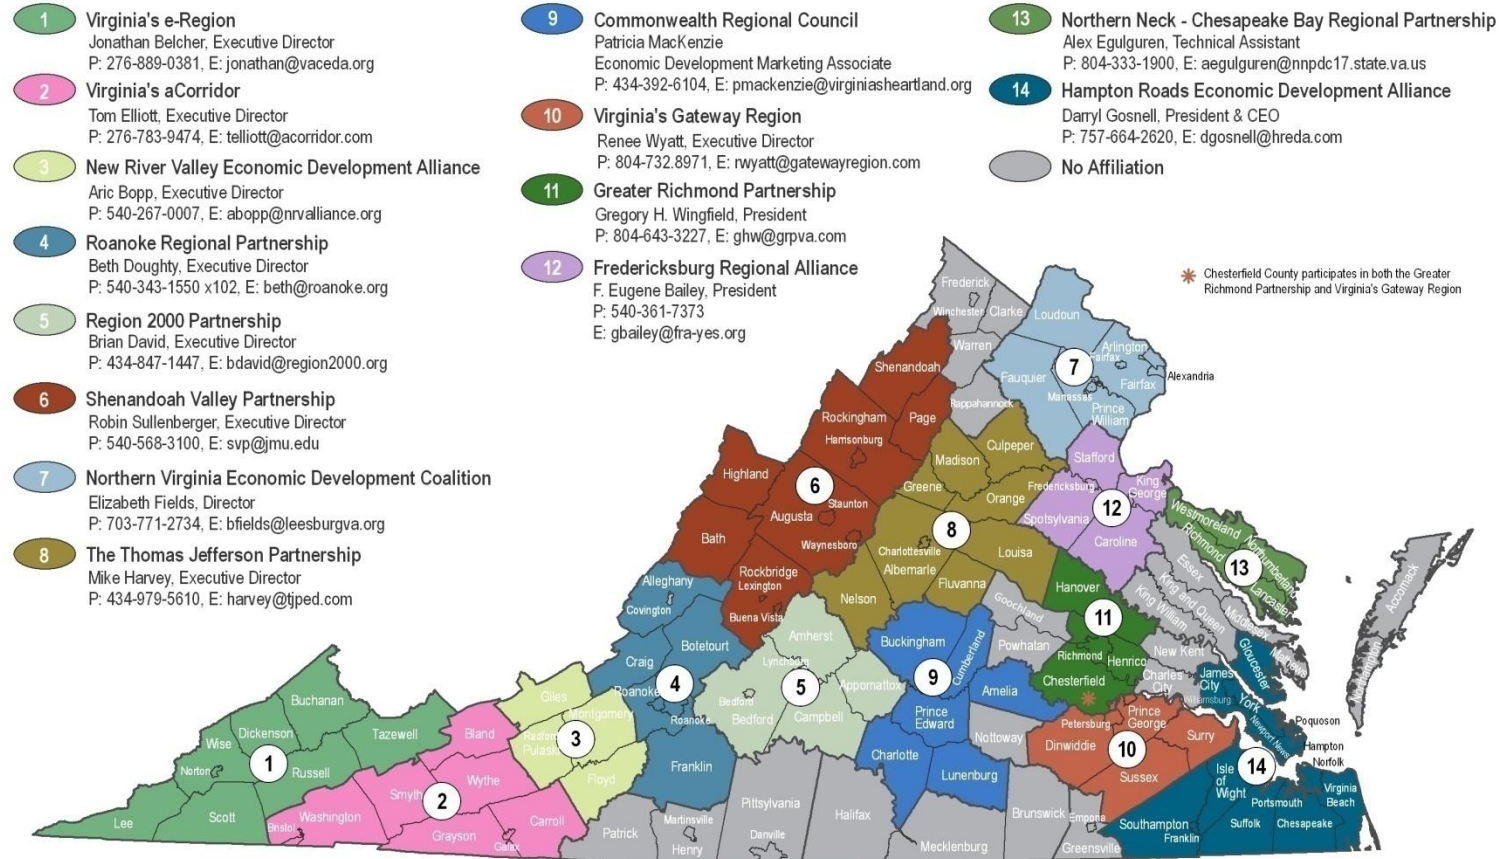 1 Virginia's e-Region
Jonathan Belcher, Executive Director
P: 276-889-0381, E: jonathan@vaceda.org
2 Virginia's aCorridor
Tom Elliott, Executive Director
P: 276-783-9474, E: telliott@acorridor.com
3 New River Valley Economic Development Alliance
Aric Bopp, Executive Director
P: 540-267-0007, E: abopp@nrvalliance.org
4 Roanoke Regional Partnership
Beth Doughty, Executive Director
P: 540-343-1550 x102, E: beth@roanoke.org
5 Region 2000 Partnership
Brian David, Executive Director
P: 434-847-1447, E: bdavid@region2000.org
6 Shenandoah Valley Partnership
Robin Sullenberger, Executive Director
P: 540-568-3100, E: svp@jmu.edu
7 Northern Virginia Economic Development Coalition
Elizabeth Fields, Director
P: 703-771-2734, E: bfields@leesburgva.org
8 The Thomas Jefferson Partnership
Mike Harvey, Executive Director
P: 434-979-5610, E: harvey@tjped.com
9 Commonwealth Regional Council
Patricia MacKenzie
Economic Development Marketing Associate
P: 434-392-6104, E: pmackenzie@virginiasheartland.org
10 Virginia's Gateway Region
Renee Wyatt, Executive Director
P: 804-732.8971, E: rwyatt@gatewayregion.com
11 Greater Richmond Partnership
Gregory H. Wingfield, President
P: 804-643-3227, E: ghw@grpva.com
12 Fredericksburg Regional Alliance
F. Eugene Bailey, President
P: 540-361-7373
E: gbailey@fra-yes.org
13 Northern Neck - Chesapeake Bay Regional Partnership
Alex Egulguren, Technical Assistant
P: 804-333-1900, E: aegulguren@nnpdc17.state.va.us
14 Hampton Roads Economic Development Alliance
Darryl Gosnell, President & CEO
P: 757-664-2620, E: dgosnell@hreda.com
No Affiliation
Chesterfield County participates in both the Greater
Richmond Partnership and Virginia's Gateway Region
Frederick
Winchester
Clarke
Warren
Rappahannock
Loudoun
Arlington
Fairfax
7
Fauquier
Fairfax
Alexandria
Manassas
Prince
William
Shenandoah
Page
Rockingham
Harrisonburg
Highland
6
Staunton
Augusta
Bath
Waynesboro
Rockbridge
Lexington
Buena Vista
Culpeper
Madison
Greene
Orange
8
Charlottesville
Albemarle
Louisa
Fluvanna
Nelson
Stafford
Fredericksburg
King
George
12
Spotsylvania
Caroline
Westmoreland
Richmond
Northumberland
13
Lancaster
Essex
King and Queen
King William
Middlesex
Mathews
Accomack
Northampton
Hanover
11
Richmond
Henrico
Chesterfield
Goochland
Powhatan
New Kent
Charles
City
James
City
Williamsburg
Gloucester
York
Newport News
Poquoson
Hampton
Norfolk
14
Isle
of
Wight
Portsmouth
Virginia
Beach
Southampton
Franklin
Suffolk
Chesapeake
Alleghany
Covington
Botetourt
Craig
Roanoke
4
Roanoke
Franklin
Amherst
Lynchburg
5
Bedford
Bedford
Appomattox
Campbell
Buckingham
Cumberland
9
Amelia
Prince
Edward
Charlotte
Lunenburg
Nottoway
Petersburg
Prince
George
Dinwiddie
10
Surry
Sussex
Giles
Montgomery
Radford
Pulaski
3
Floyd
Buchanan
Dickenson
Wise
Tazewell
Norton
1
Russell
Scott
Lee
Bland
Wythe
Smyth
2
Washington
Bristol
Grayson
Carroll
Galax
Patrick
Martinsville
Henry
Pittsylvania
Danville
Halifax
Mecklenburg
Brunswick
Emporia
Greensville